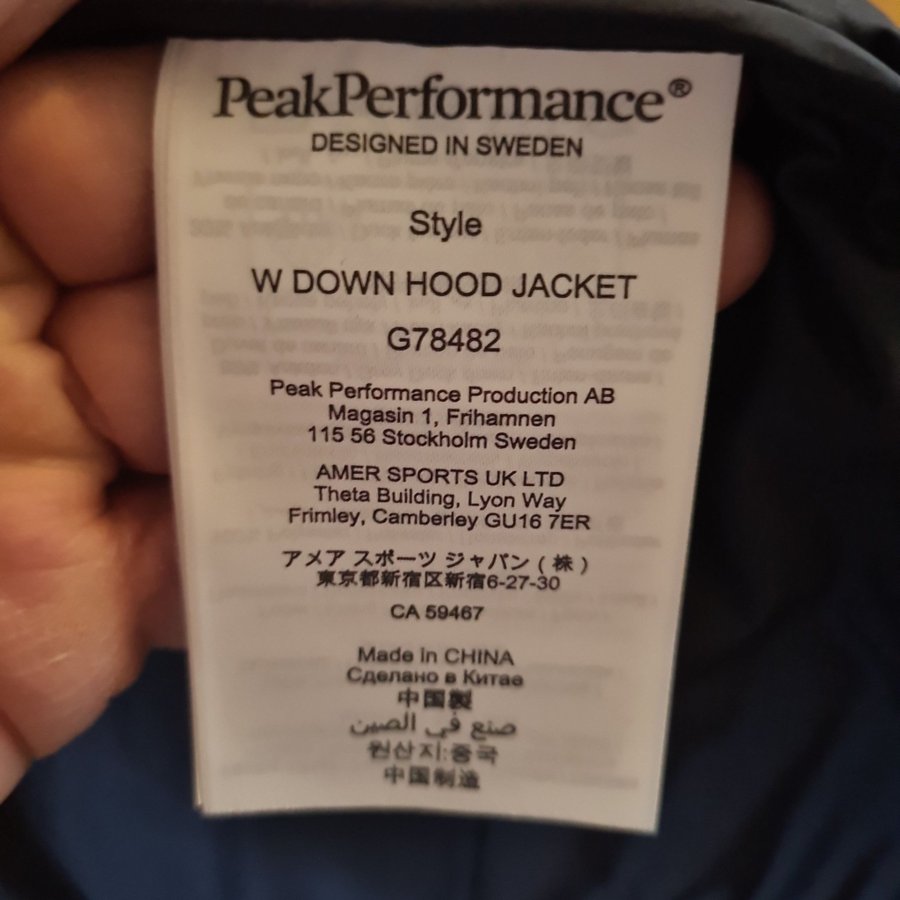 PeakPerformance®
DESIGNED IN SWEDEN
Style
W DOWN HOOD JACKET
G78482
Peak Performance Production AB
Magasin 1, Frihamnen
115 56 Stockholm Sweden
AMER SPORTS UK LTD
Theta Building, Lyon Way
Frimley, Camberley GU16 7ER
アメア スポーツ ジャパン ( 株 )
東京都新宿区新宿6-27-30
CA 59467
Made in CHINA
Сделано в Китае
中国製
صنع في الصين
원산지:중국
中国制造